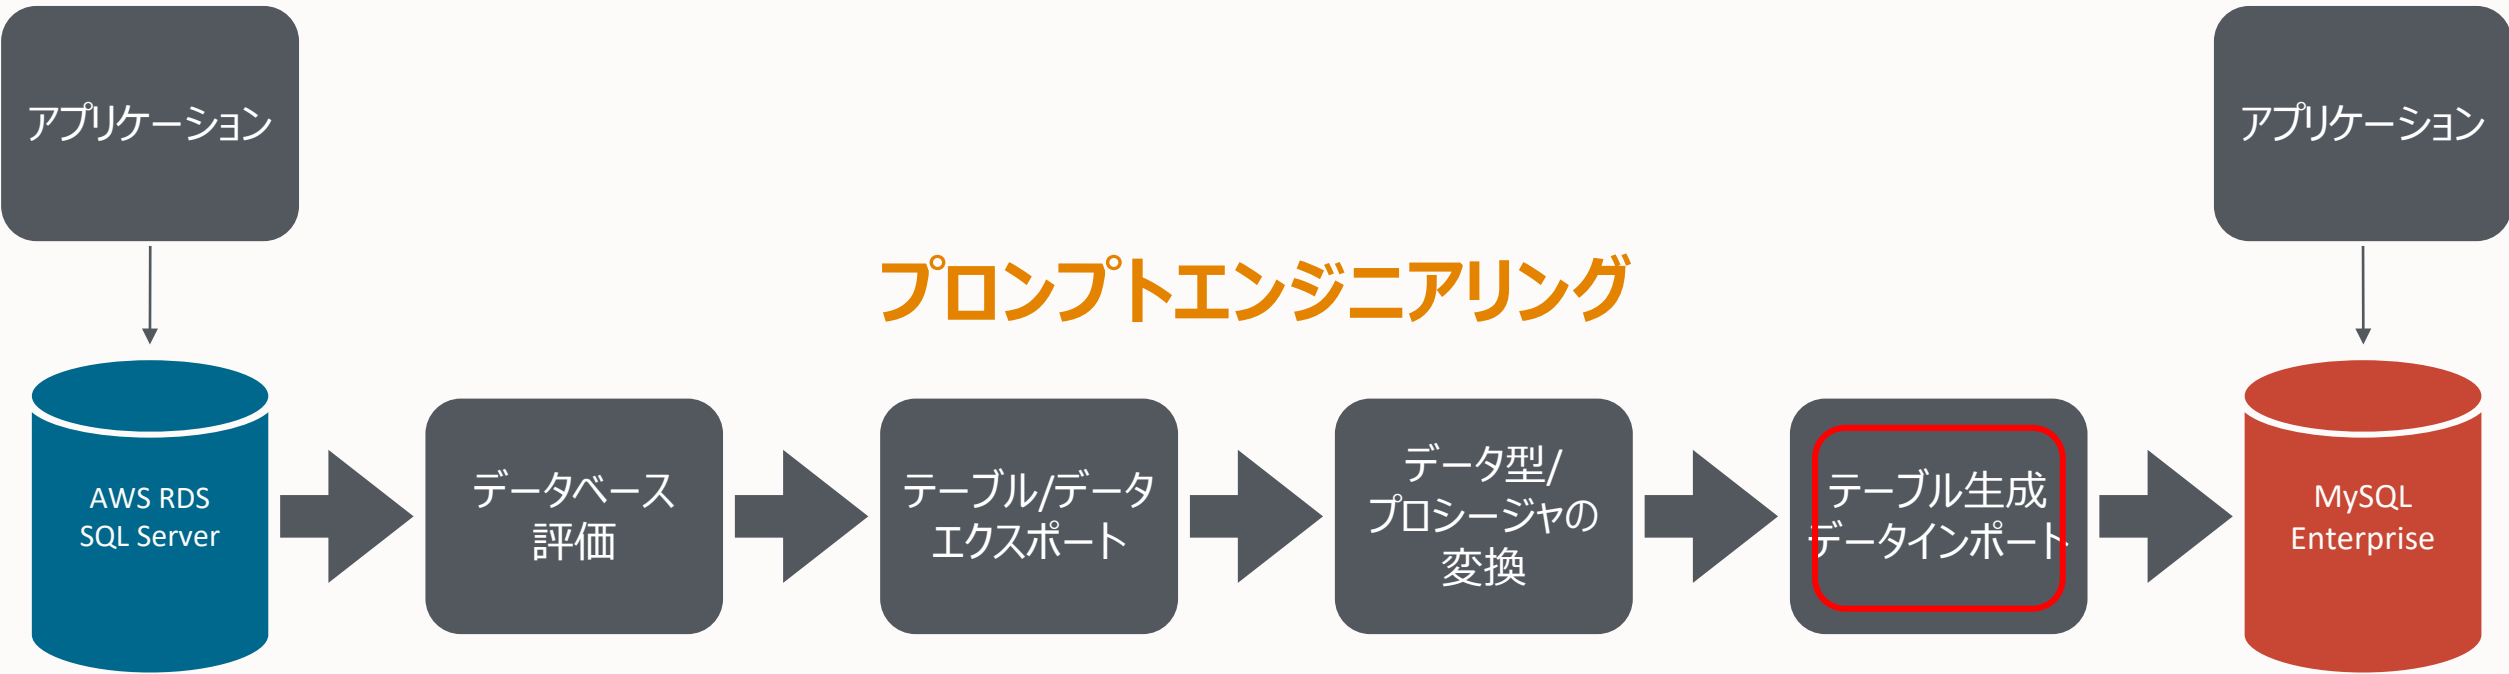 アプリケーション
アプリケーション
プロンプトエンジニアリング
AWS RDS
SQL Server
データベース
評価
テーブル/データ
エクスポート
データ型/
プロシージャの
変換
テーブル生成
データインポート
MySQL
Enterprise